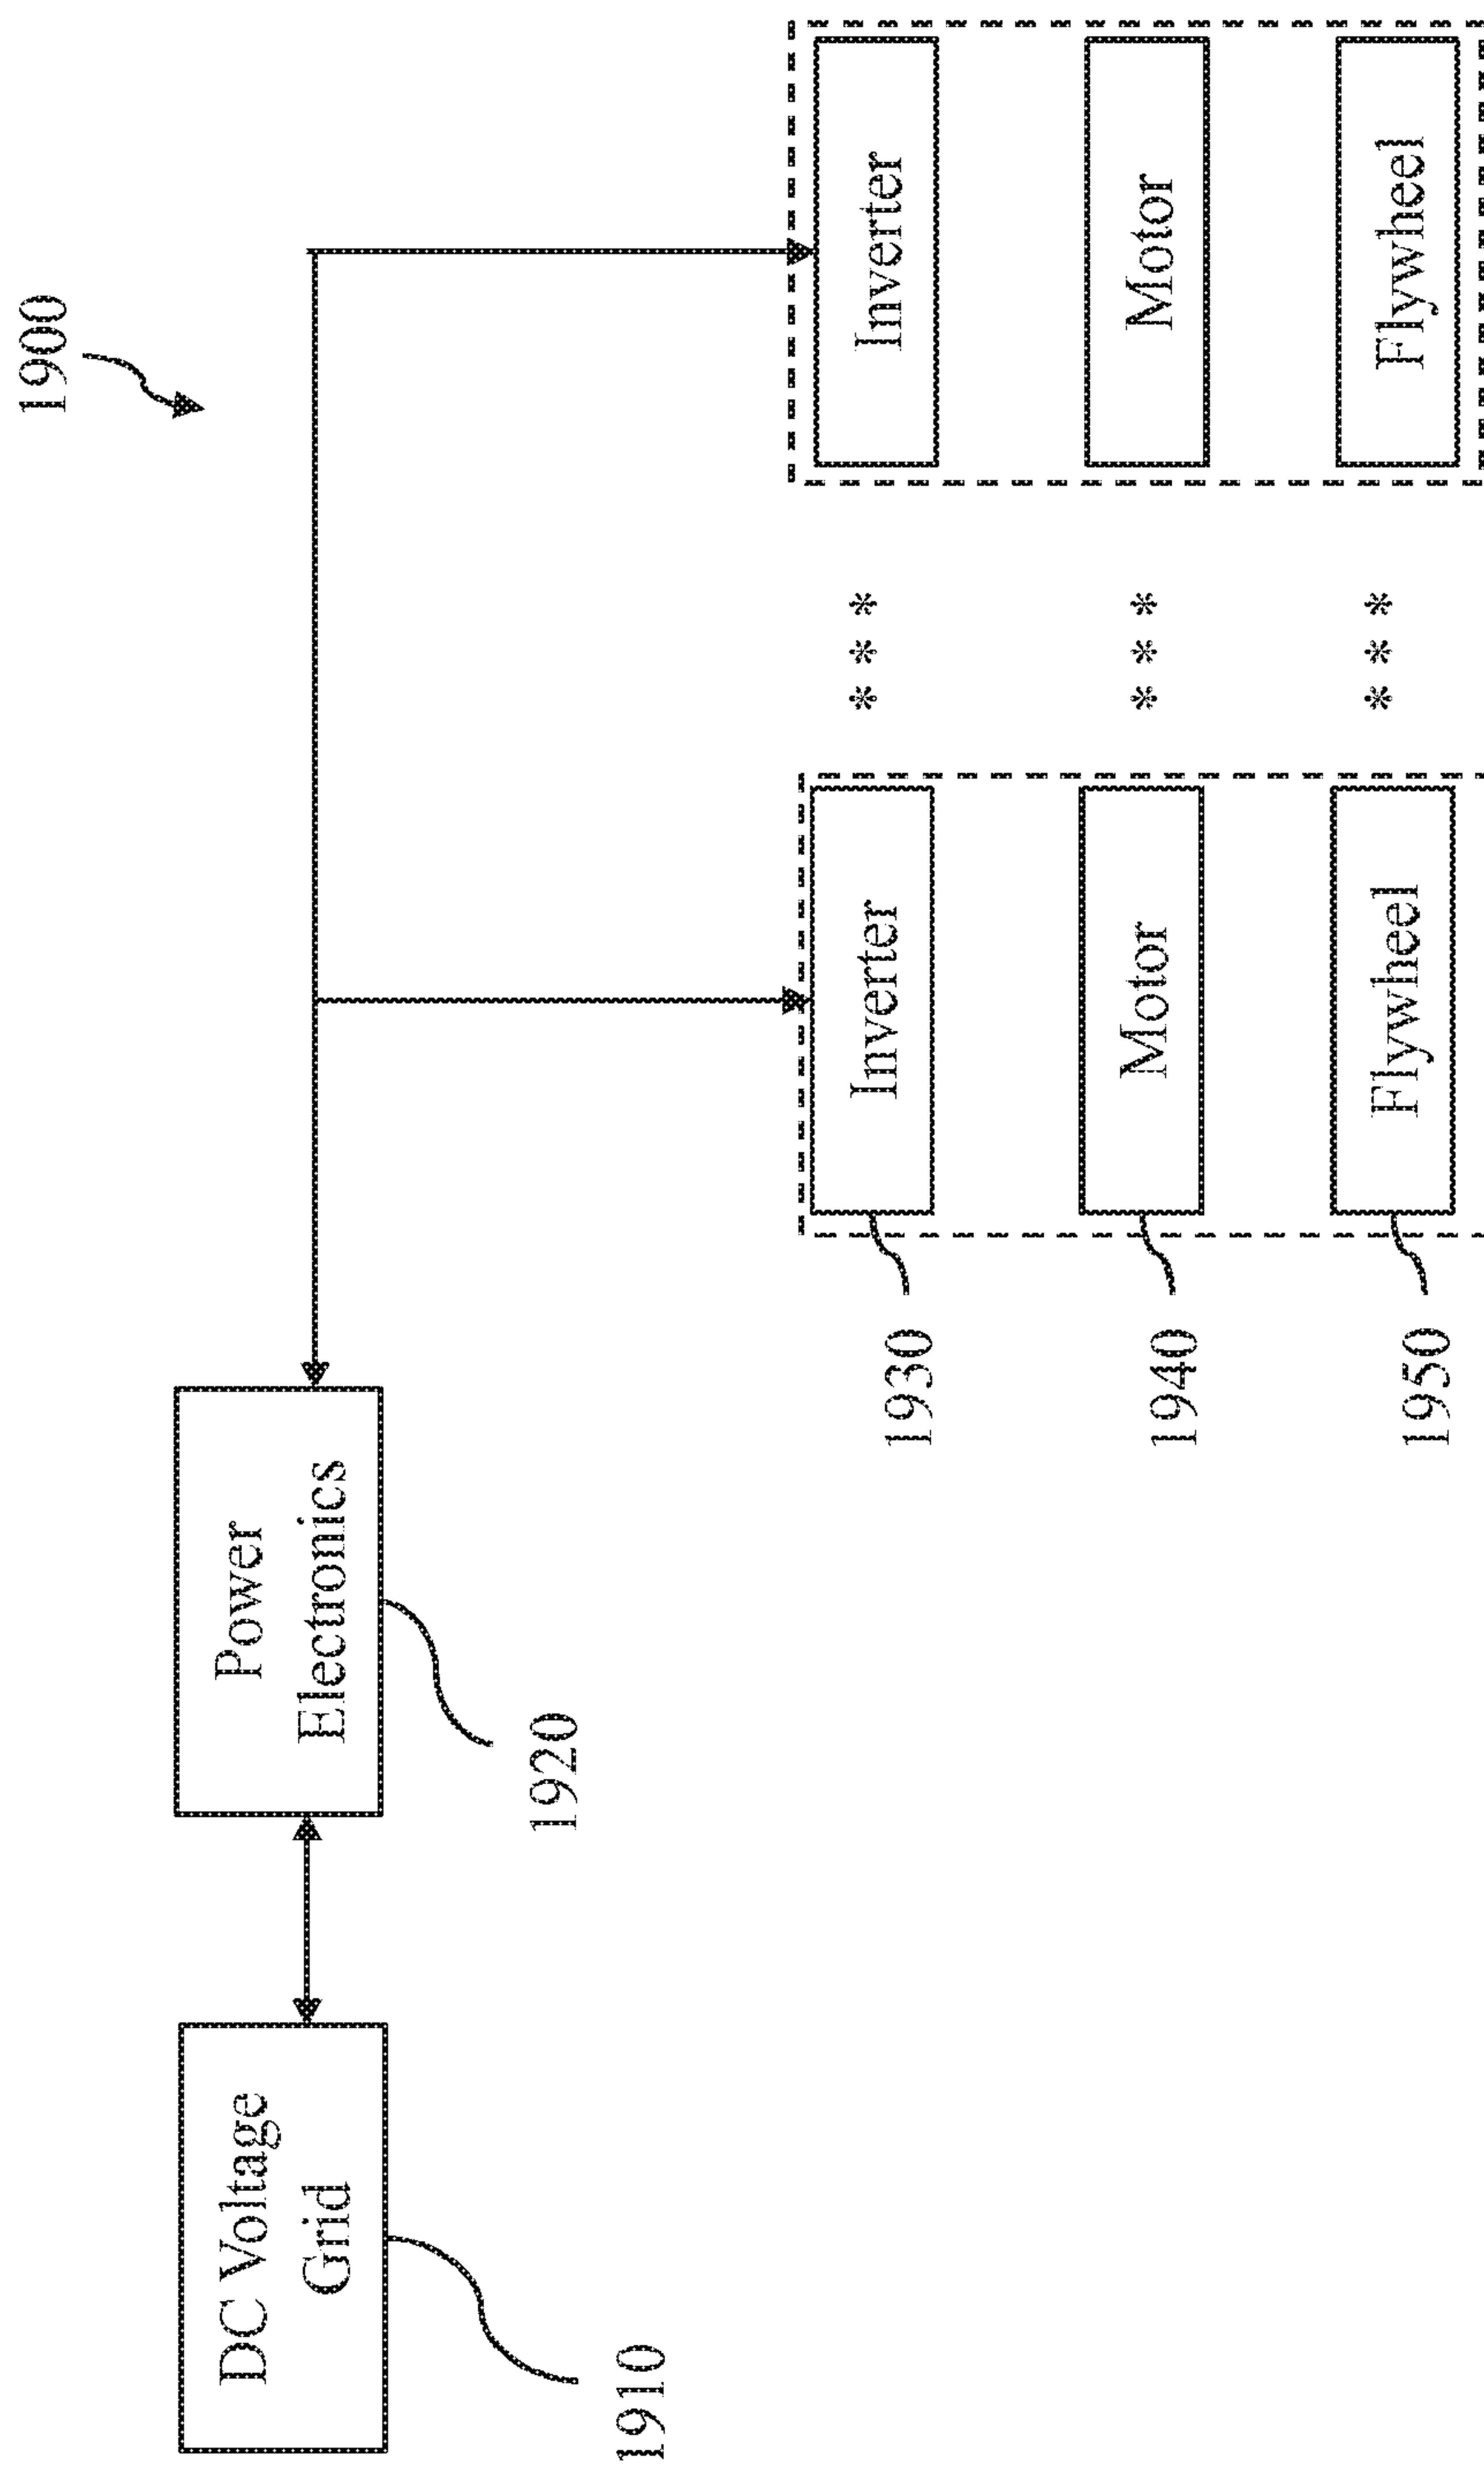 1900
DC Voltage
Grid
1910
Power
Electronics
1920
Inverter
1930
Motor
1940
Flywheel
1950
* * *
* * *
* * *
Inverter
Motor
Flywheel